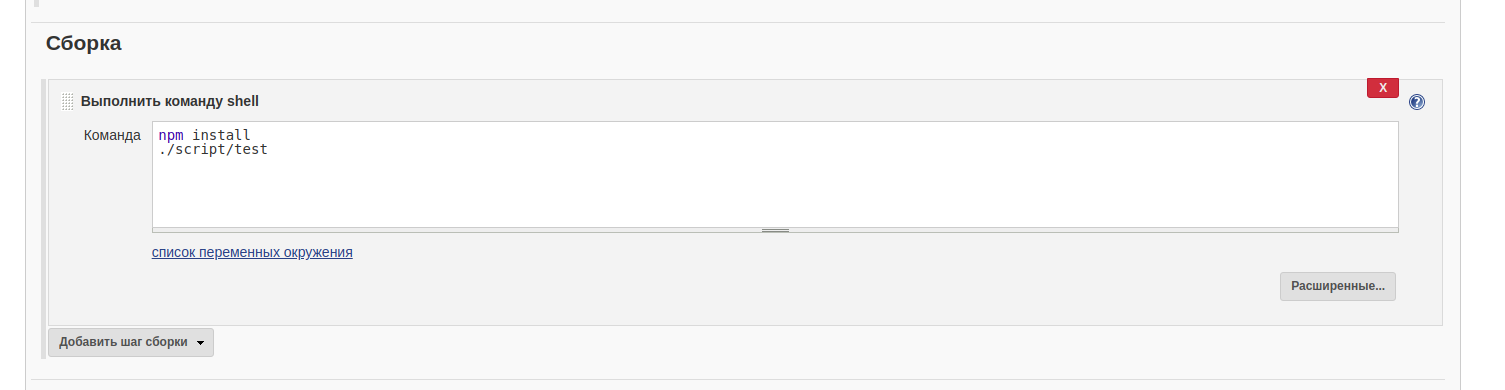 Сборка
X
Выполнить команду shell
?
Команда
npm install
./script/test
список переменных окружения
Расширенные...
Добавить шаг сборки